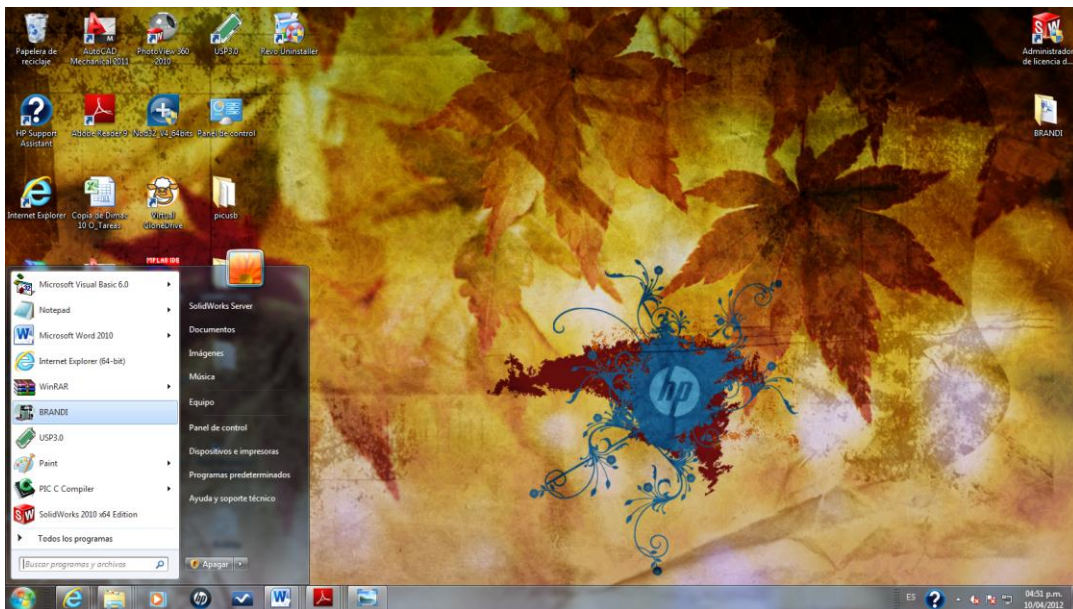 Papelera de
reciclaje
AutoCAD
Mechanical 2011
PhotoView 360
2010
USP3.0
Revo Uninstaller
Administrador
de licencia d...
HP Support
Assistant
Adobe Reader 9
Nod32_V4_64bits
Panel de control
BRANDI
Internet Explorer
Copia de Dimac
10 O_Tareas
Virtual
CloneDrive
picusb
MPLAB IDE
Microsoft Visual Basic 6.0
Notepad
Microsoft Word 2010
Internet Explorer (64-bit)
WinRAR
BRANDI
USP3.0
Paint
PIC C Compiler
SolidWorks 2010 x64 Edition
Todos los programas
Buscar programas y archivos
SolidWorks Server
Documentos
Imágenes
Música
Equipo
Panel de control
Dispositivos e impresoras
Programas predeterminados
Ayuda y soporte técnico
Apagar
hp
ES
04:51 p.m.
10/04/2012